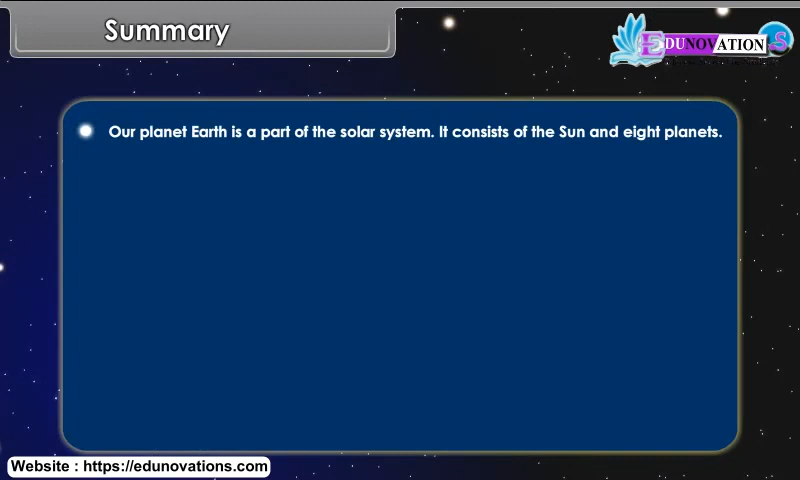 Summary
EDUNOVATION
S
Our planet Earth is a part of the solar system. It consists of the Sun and eight planets.
Website : https://edunovations.com